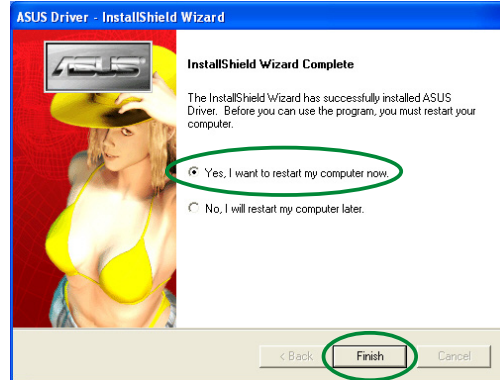 ASUS Driver - InstallShield Wizard
ASUS
InstallShield Wizard Complete
The InstallShield Wizard has successfully installed ASUS
Driver. Before you can use the program, you must restart your
computer.
Yes, I want to restart my computer now.
No, I will restart my computer later.
< Back Finish Cancel